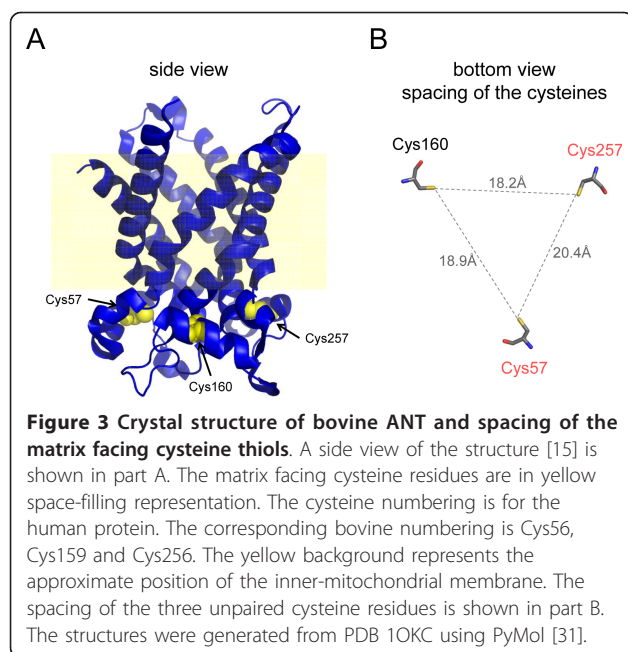 A
side view
Cys57
Cys160
Cys257
B
bottom view
spacing of the cysteines
Cys160
Cys257
18.2Å
18.9Å
20.4Å
Cys57
Figure 3 Crystal structure of bovine ANT and spacing of the
matrix facing cysteine thiols. A side view of the structure [15] is
shown in part A. The matrix facing cysteine residues are in yellow
space-filling representation. The cysteine numbering is for the
human protein. The corresponding bovine numbering is Cys56,
Cys159 and Cys256. The yellow background represents the
approximate position of the inner-mitochondrial membrane. The
spacing of the three unpaired cysteine residues is shown in part B.
The structures were generated from PDB 1OKC using PyMol [31].